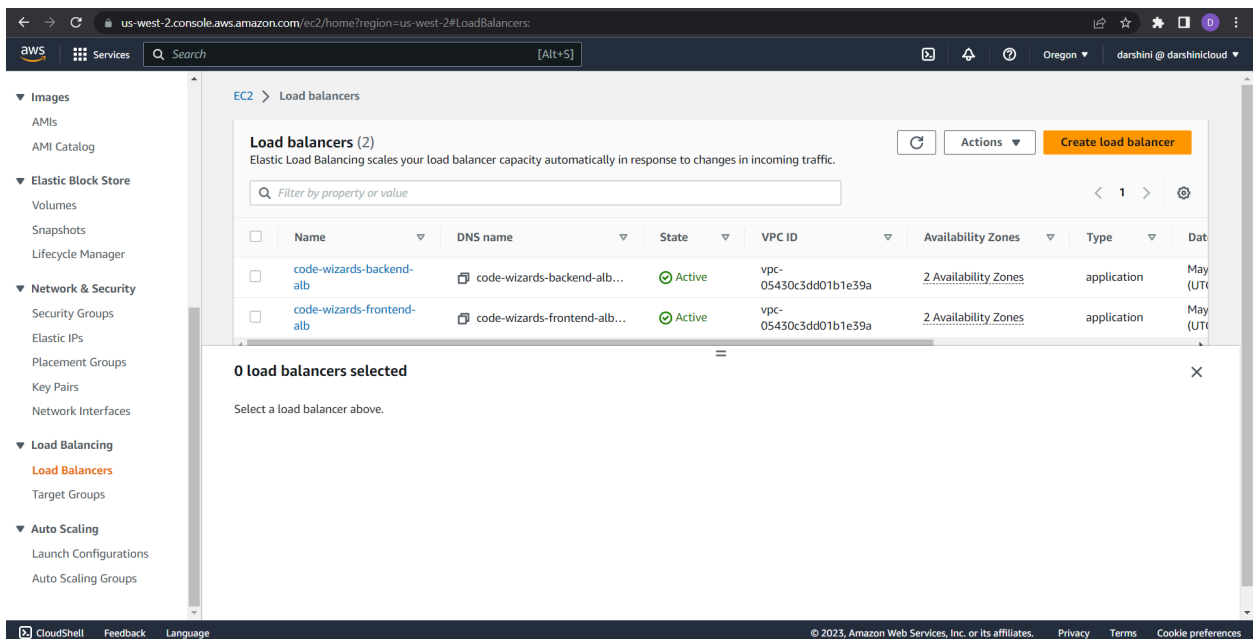 us-west-2.console.aws.amazon.com/ec2/home?region=us-west-2#LoadBalancers:
D
aws Services Search [Alt+S] Oregon darshini @ darshinicloud
Images
AMIs
AMI Catalog
Elastic Block Store
Volumes
Snapshots
Lifecycle Manager
Network & Security
Security Groups
Elastic IPs
Placement Groups
Key Pairs
Network Interfaces
Load Balancing
Load Balancers
Target Groups
Auto Scaling
Launch Configurations
Auto Scaling Groups
EC2 > Load balancers
Load balancers (2)
Elastic Load Balancing scales your load balancer capacity automatically in response to changes in incoming traffic.
Actions
Create load balancer
Filter by property or value
1
Name DNS name State VPC ID Availability Zones Type Dat
code-wizards-backend-
alb
code-wizards-backend-alb...
Active
vpc-
05430c3dd01b1e39a
2 Availability Zones
application
May
(UT
code-wizards-frontend-
alb
code-wizards-frontend-alb...
Active
vpc-
05430c3dd01b1e39a
2 Availability Zones
application
May
(UT
0 load balancers selected
Select a load balancer above.
CloudShell Feedback Language © 2023, Amazon Web Services, Inc. or its affiliates. Privacy Terms Cookie preferences